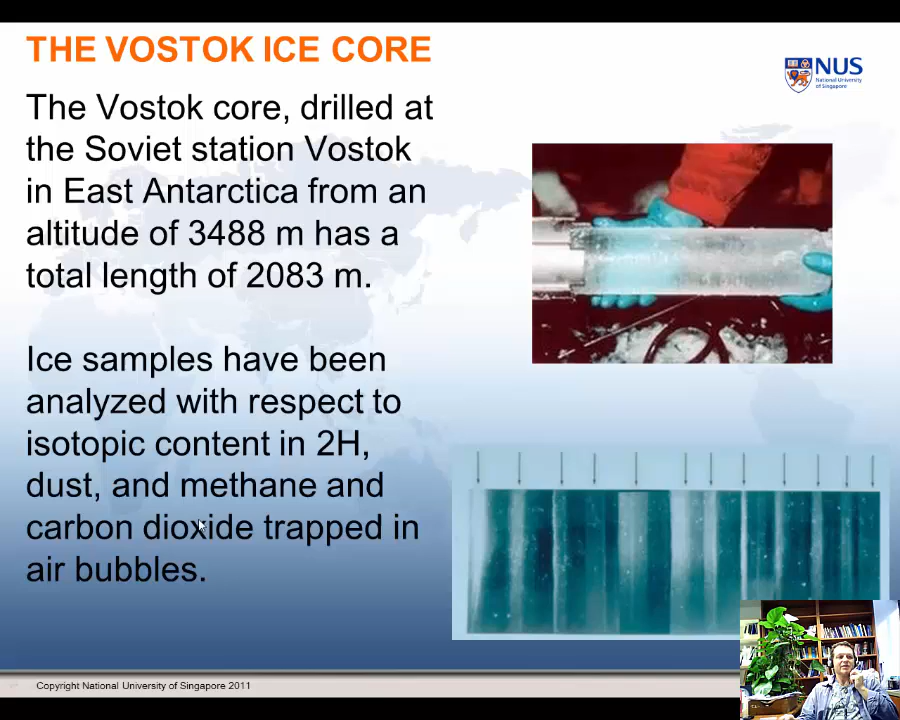 THE VOSTOK ICE CORE
NUS
National University
of Singapore
The Vostok core, drilled at
the Soviet station Vostok
in East Antarctica from an
altitude of 3488 m has a
total length of 2083 m.
Ice samples have been
analyzed with respect to
isotopic content in 2H,
dust, and methane and
carbon dioxide trapped in
air bubbles.
Copyright National University of Singapore 2011